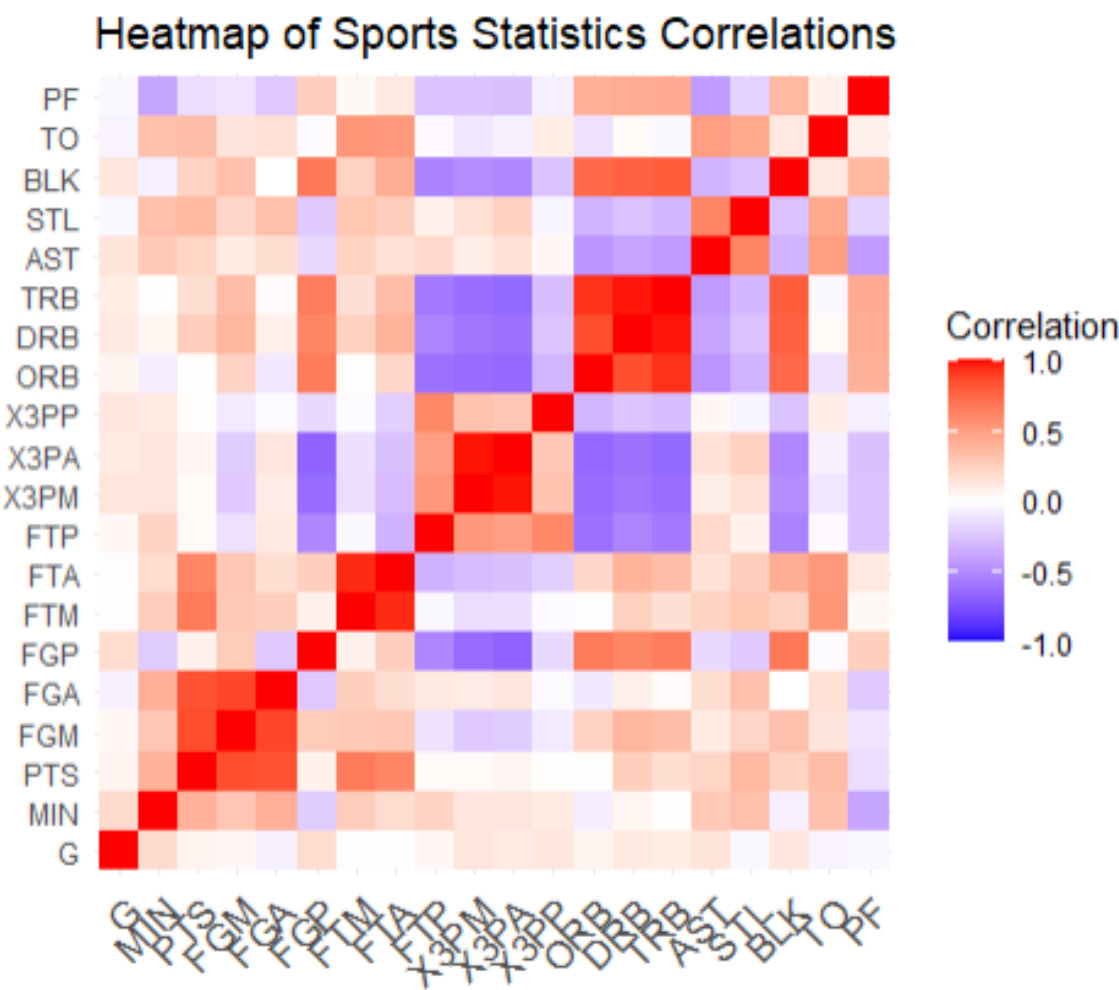 Heatmap of Sports Statistics Correlations
PF
TO
BLK
STL
AST
TRB
DRB
ORB
X3PP
X3PA
X3PM
FTP
FTA
FTM
FGP
FGA
FGM
PTS
MIN
G
G
MIN
PTS
FGM
FGA
FGP
FTM
FTA
FTP
X3PM
X3PA
X3PP
ORB
DRB
TRB
AST
STL
BLK
TO
PF
Correlation
1.0
0.5
0.0
-0.5
-1.0